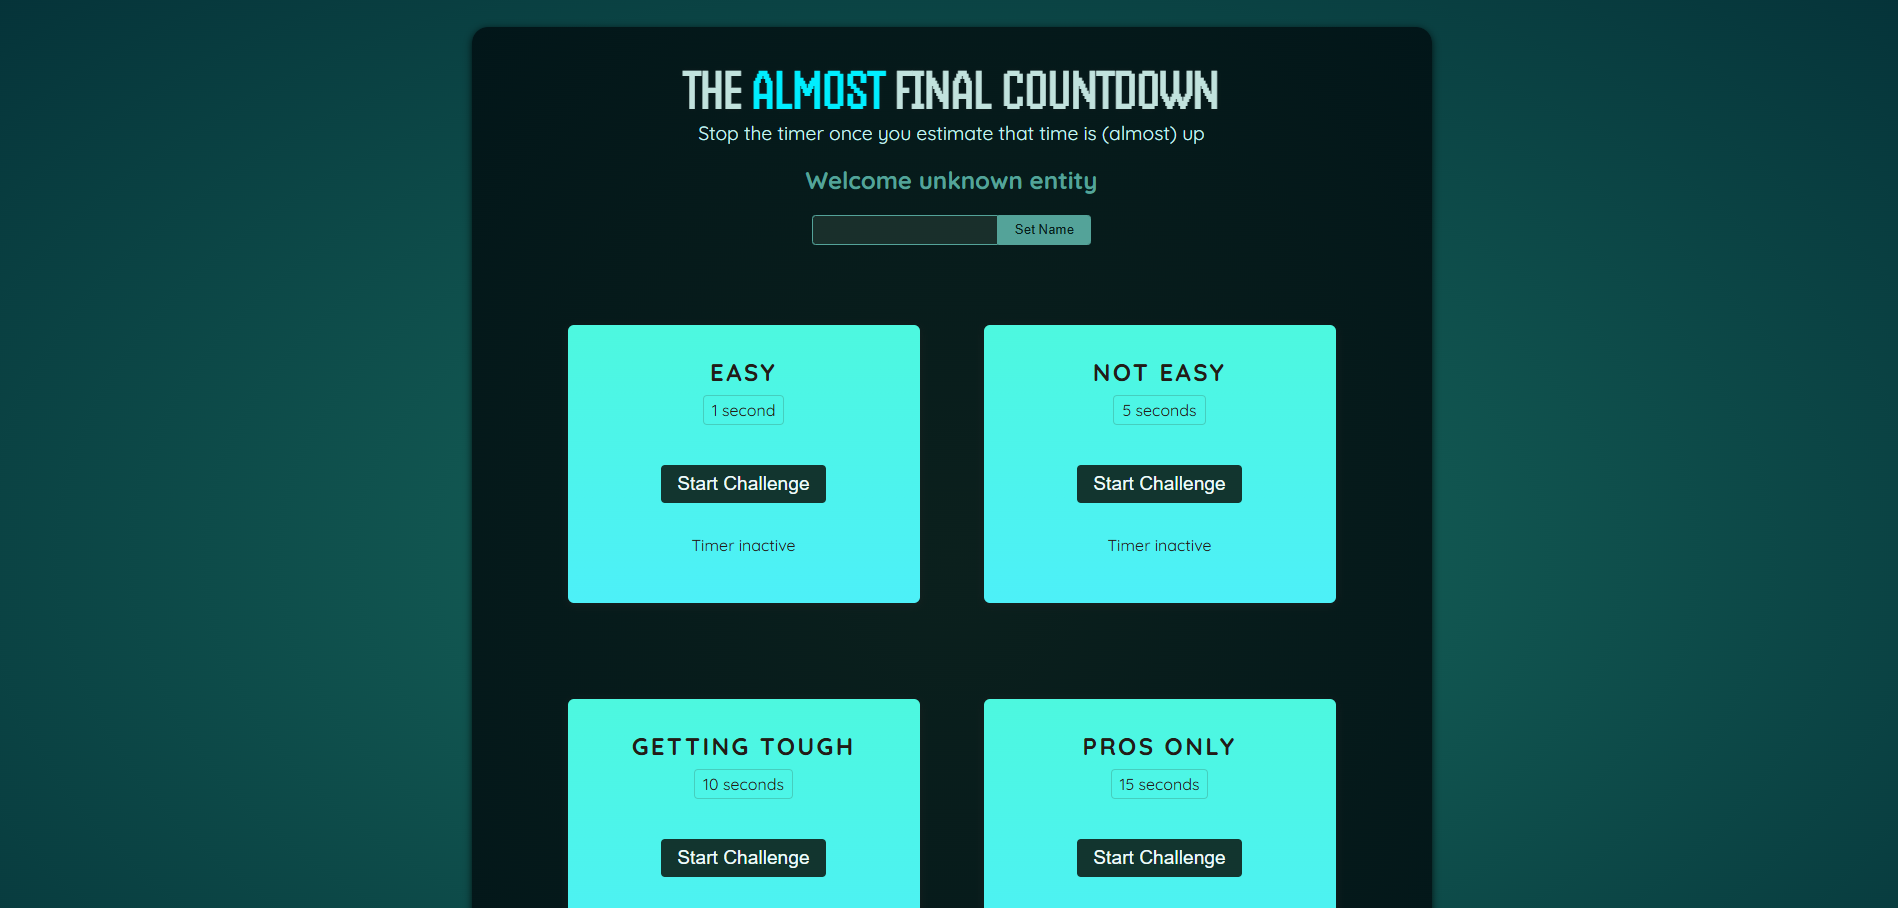 THE ALMOST FINAL COUNTDOWN
Stop the timer once you estimate that time is (almost) up
Welcome unknown entity
Set Name
EASY
1 second
Start Challenge
Timer inactive
NOT EASY
5 seconds
Start Challenge
Timer inactive
GETTING TOUGH
10 seconds
Start Challenge
PROS ONLY
15 seconds
Start Challenge